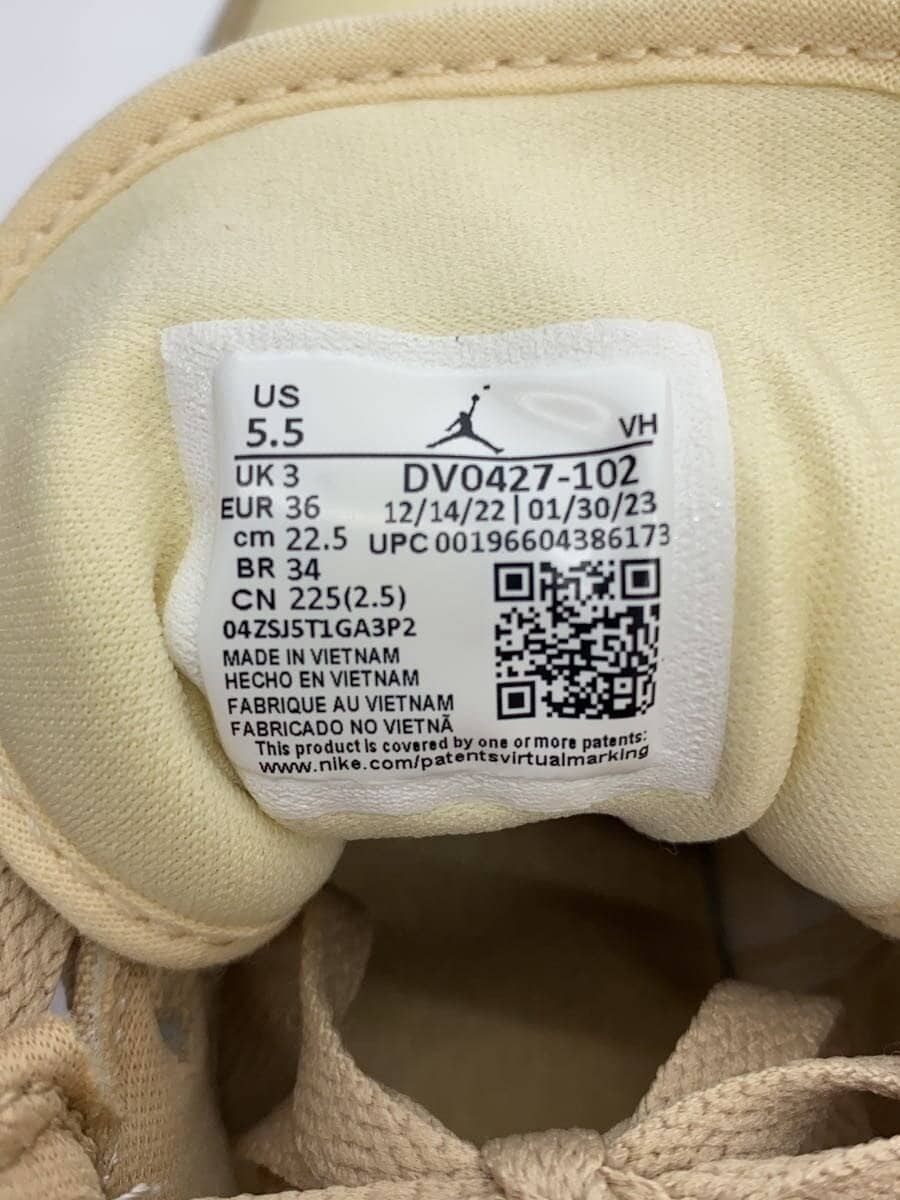 US
5.5 VH
UK 3 DV0427-102
EUR 36 12/14/22 | 01/30/23
cm 22.5 UPC 00196604386173
BR 34
CN 225(2.5)
04ZSJ5T1GA3P2
MADE IN VIETNAM
HECHO EN VIETNAM
FABRIQUE AU VIETNAM
FABRICADO NO VIETNÃ
This product is covered by one or more patents:
www.nike.com/patentsvirtualmarking